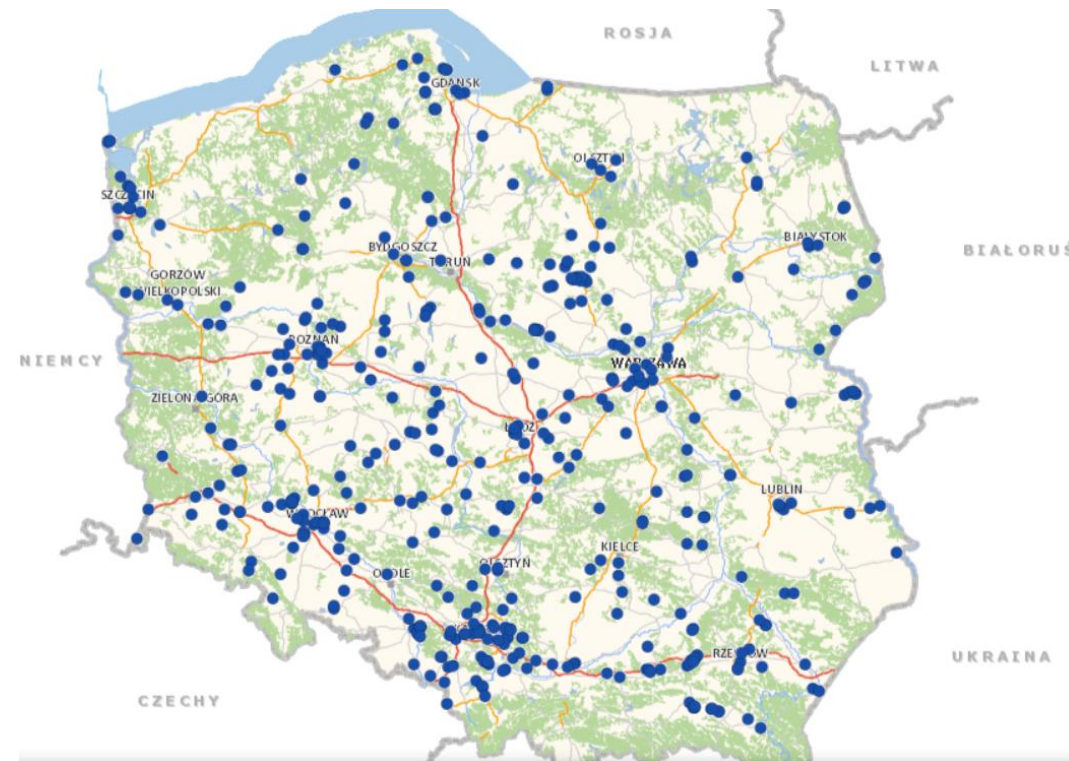 ROSJA
LITWA
GDAŃSK
OLSZTYN
SZCZECIN
BIAŁYSTOK
BYDGOSZCZ
BIAŁORUŚ
TORUŃ
GORZÓW
WIELKOPOLSKI
POZNAŃ
NIEMCY
WARSZAWA
ZIELONA GÓRA
ŁÓDŹ
LUBLIN
WROCŁAW
KIELCE
OPOLE
RZESZÓW
UKRAINA
CZECHY